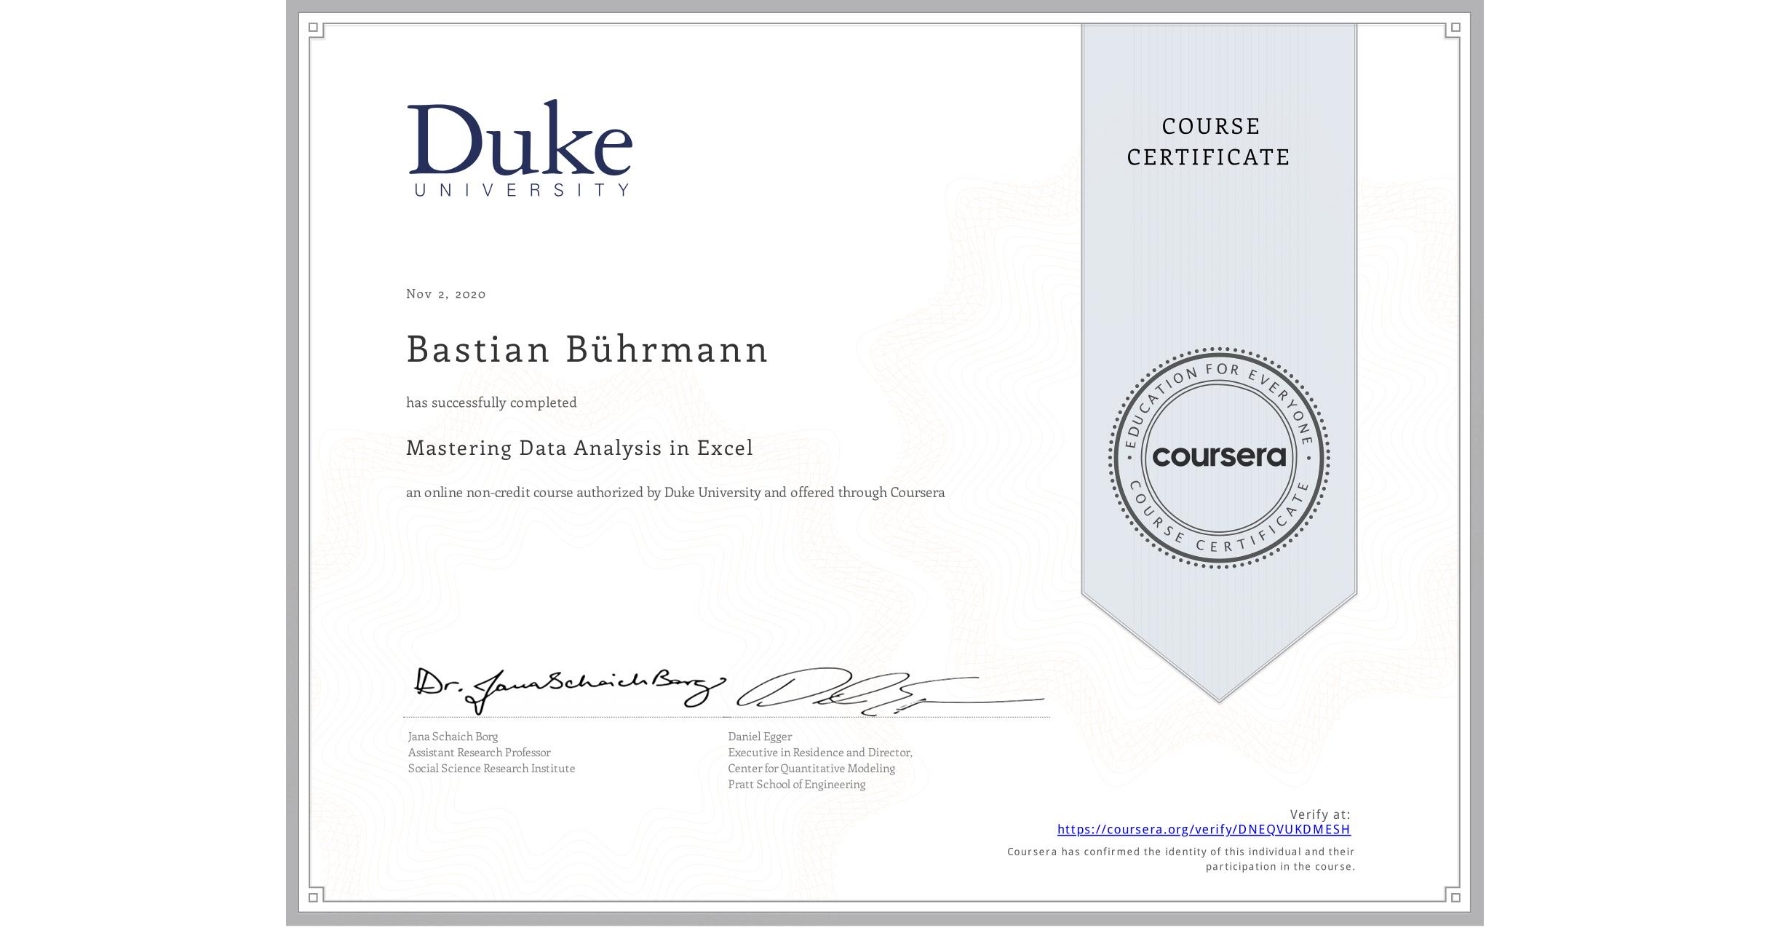 Duke
UNIVERSITY
COURSE
CERTIFICATE
Nov 2, 2020
Bastian Bührmann
has successfully completed
Mastering Data Analysis in Excel
an online non-credit course authorized by Duke University and offered through Coursera
EDUCATION FOR EVERYONE
coursera
COURSE CERTIFICATE
Dr. Jana Schaich Borg
Jana Schaich Borg
Assistant Research Professor
Social Science Research Institute
Daniel Egger
Executive in Residence and Director,
Center for Quantitative Modeling
Pratt School of Engineering
Verify at:
https://coursera.org/verify/DNEQVUKDMESH
Coursera has confirmed the identity of this individual and their
participation in the course.